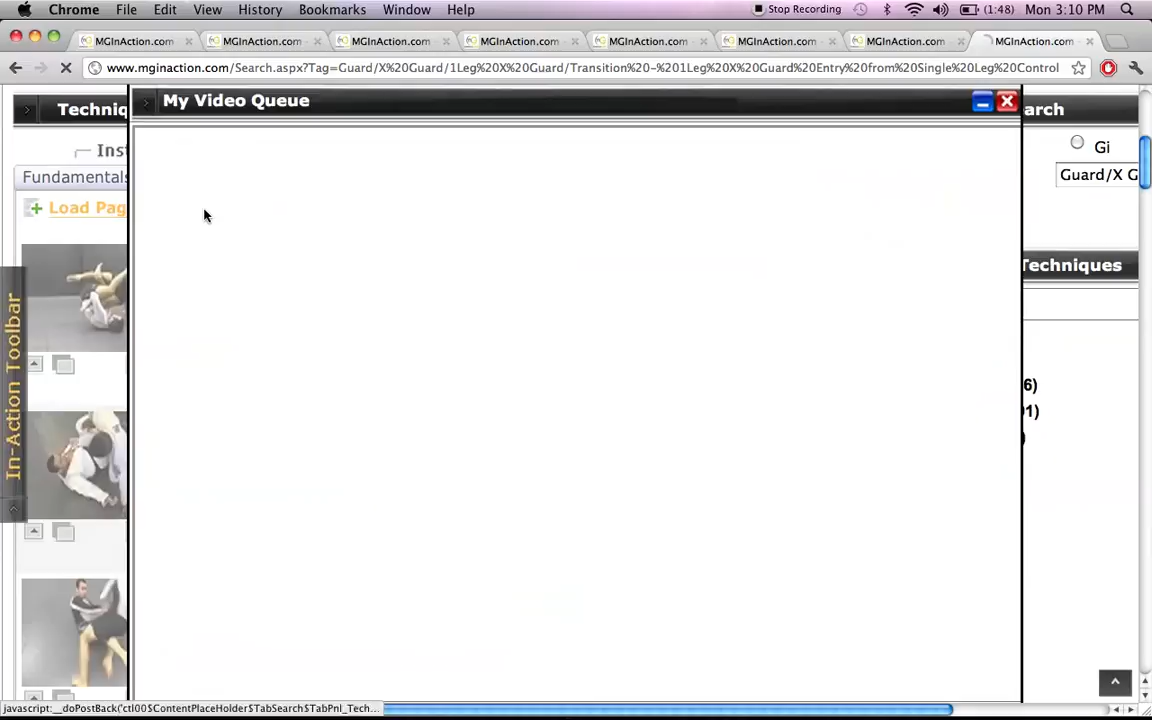 Chrome File Edit View History Bookmarks Window Help Stop Recording (1:48) Mon 3:10 PM
MGInAction.com MGInAction.com MGInAction.com MGInAction.com MGInAction.com MGInAction.com MGInAction.com MGInAction.com
www.mginaction.com/Search.aspx?Tag=Guard/X%20Guard/1Leg%20X%20Guard/Transition%20-%201Leg%20X%20Guard%20Entry%20from%20Single%20Leg%20Control
Techniq
My Video Queue
arch
Inst
Gi
Fundamentals
Guard/X G
Load Pag
Techniques
In-Action Toolbar
6)
01)
)
javascript:__doPostBack('ctl00$ContentPlaceHolder$TabSearch$TabPnl_Tech...